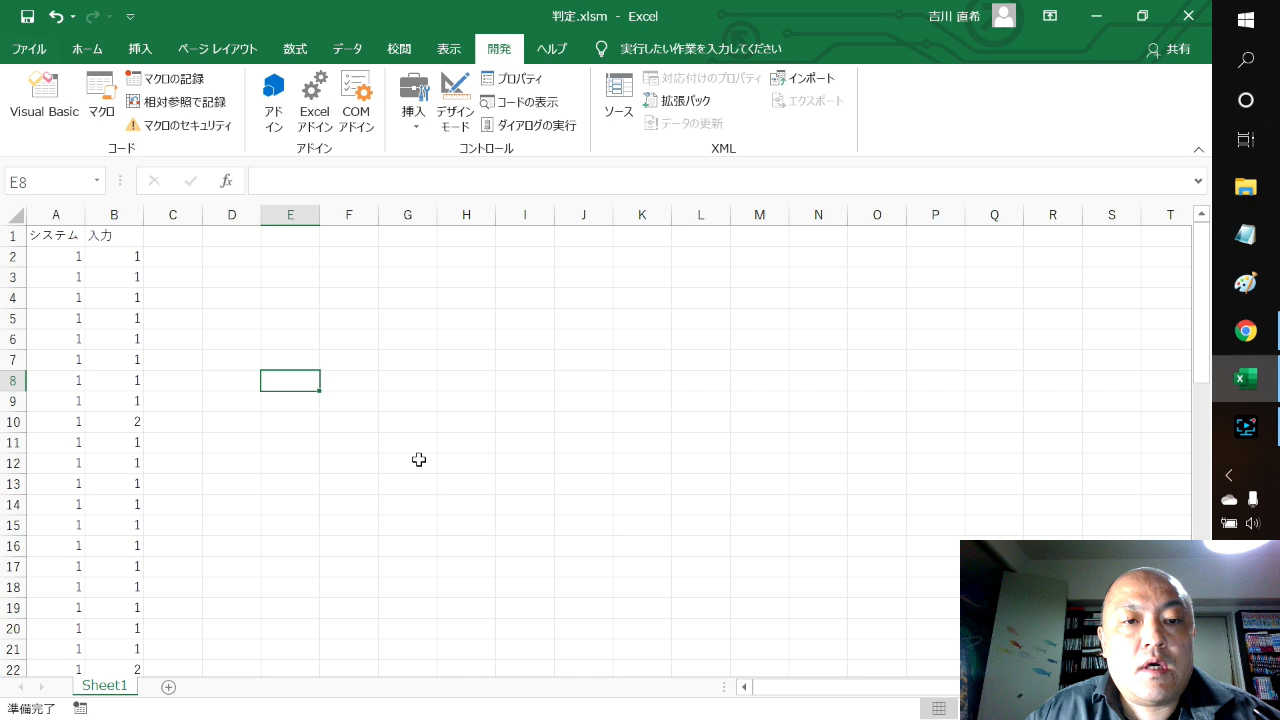 判定.xlsm - Excel
吉川 直希
ファイル ホーム 挿入 ページ レイアウト 数式 データ 校閲 表示 開発 ヘルプ 実行したい作業を入力してください 共有
Visual Basic
マクロ
マクロの記録
相対参照で記録
マクロのセキュリティ
コード
アド
イン
Excel
アドイン
COM
アドイン
アドイン
挿入
デザイン
モード
プロパティ
コードの表示
ダイアログの実行
コントロール
ソース
対応付けのプロパティ
拡張パック
データの更新
インポート
エクスポート
XML
E8
fx
A B C D E F G H I J K L M N O P Q R S T
1 システム 入力
2 1 1
3 1 1
4 1 1
5 1 1
6 1 1
7 1 1
8 1 1
9 1 1
10 1 2
11 1 1
12 1 1
13 1 1
14 1 1
15 1 1
16 1 1
17 1 1
18 1 1
19 1 1
20 1 1
21 1 1
22 1 2
Sheet1
準備完了